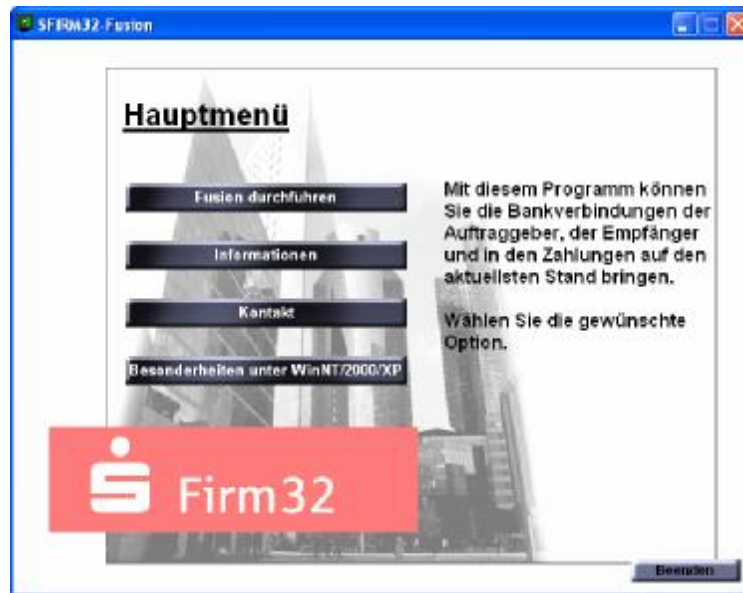 SFIRM32-Fusion
Hauptmenü
Fusion durchführen
Informationen
Kontakt
Besonderheiten unter WinNT/2000/XP
Mit diesem Programm können
Sie die Bankverbindungen der
Auftraggeber, der Empfänger
und in den Zahlungen auf den
aktuellsten Stand bringen.
Wählen Sie die gewünschte
Option.
Firm32
Beenden